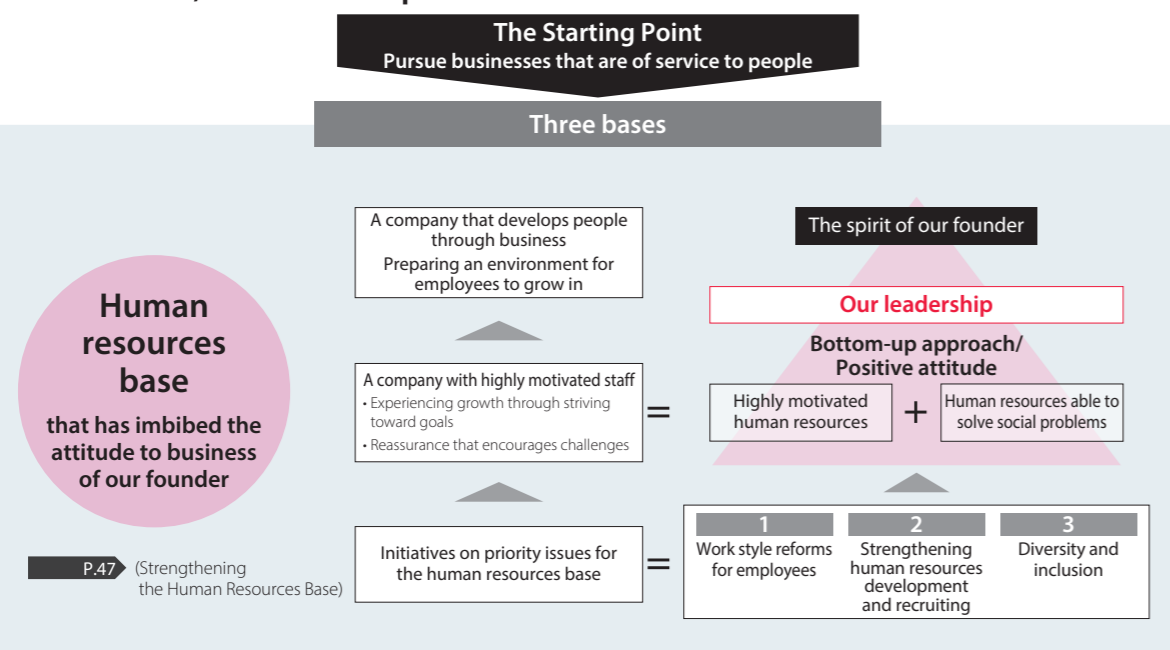 The Starting Point
Pursue businesses that are of service to people
Three bases
Human
resources
base
that has imbibed the
attitude to business
of our founder
P.47 (Strengthening
the Human Resources Base)
A company that develops people
through business
Preparing an environment for
employees to grow in
A company with highly motivated staff
• Experiencing growth through striving
toward goals
• Reassurance that encourages challenges
=
Initiatives on priority issues for
the human resources base
=
The spirit of our founder
Our leadership
Bottom-up approach/
Positive attitude
Highly motivated
human resources
+
Human resources able to
solve social problems
1
Work style reforms
for employees
2
Strengthening
human resources
development
and recruiting
3
Diversity and
inclusion